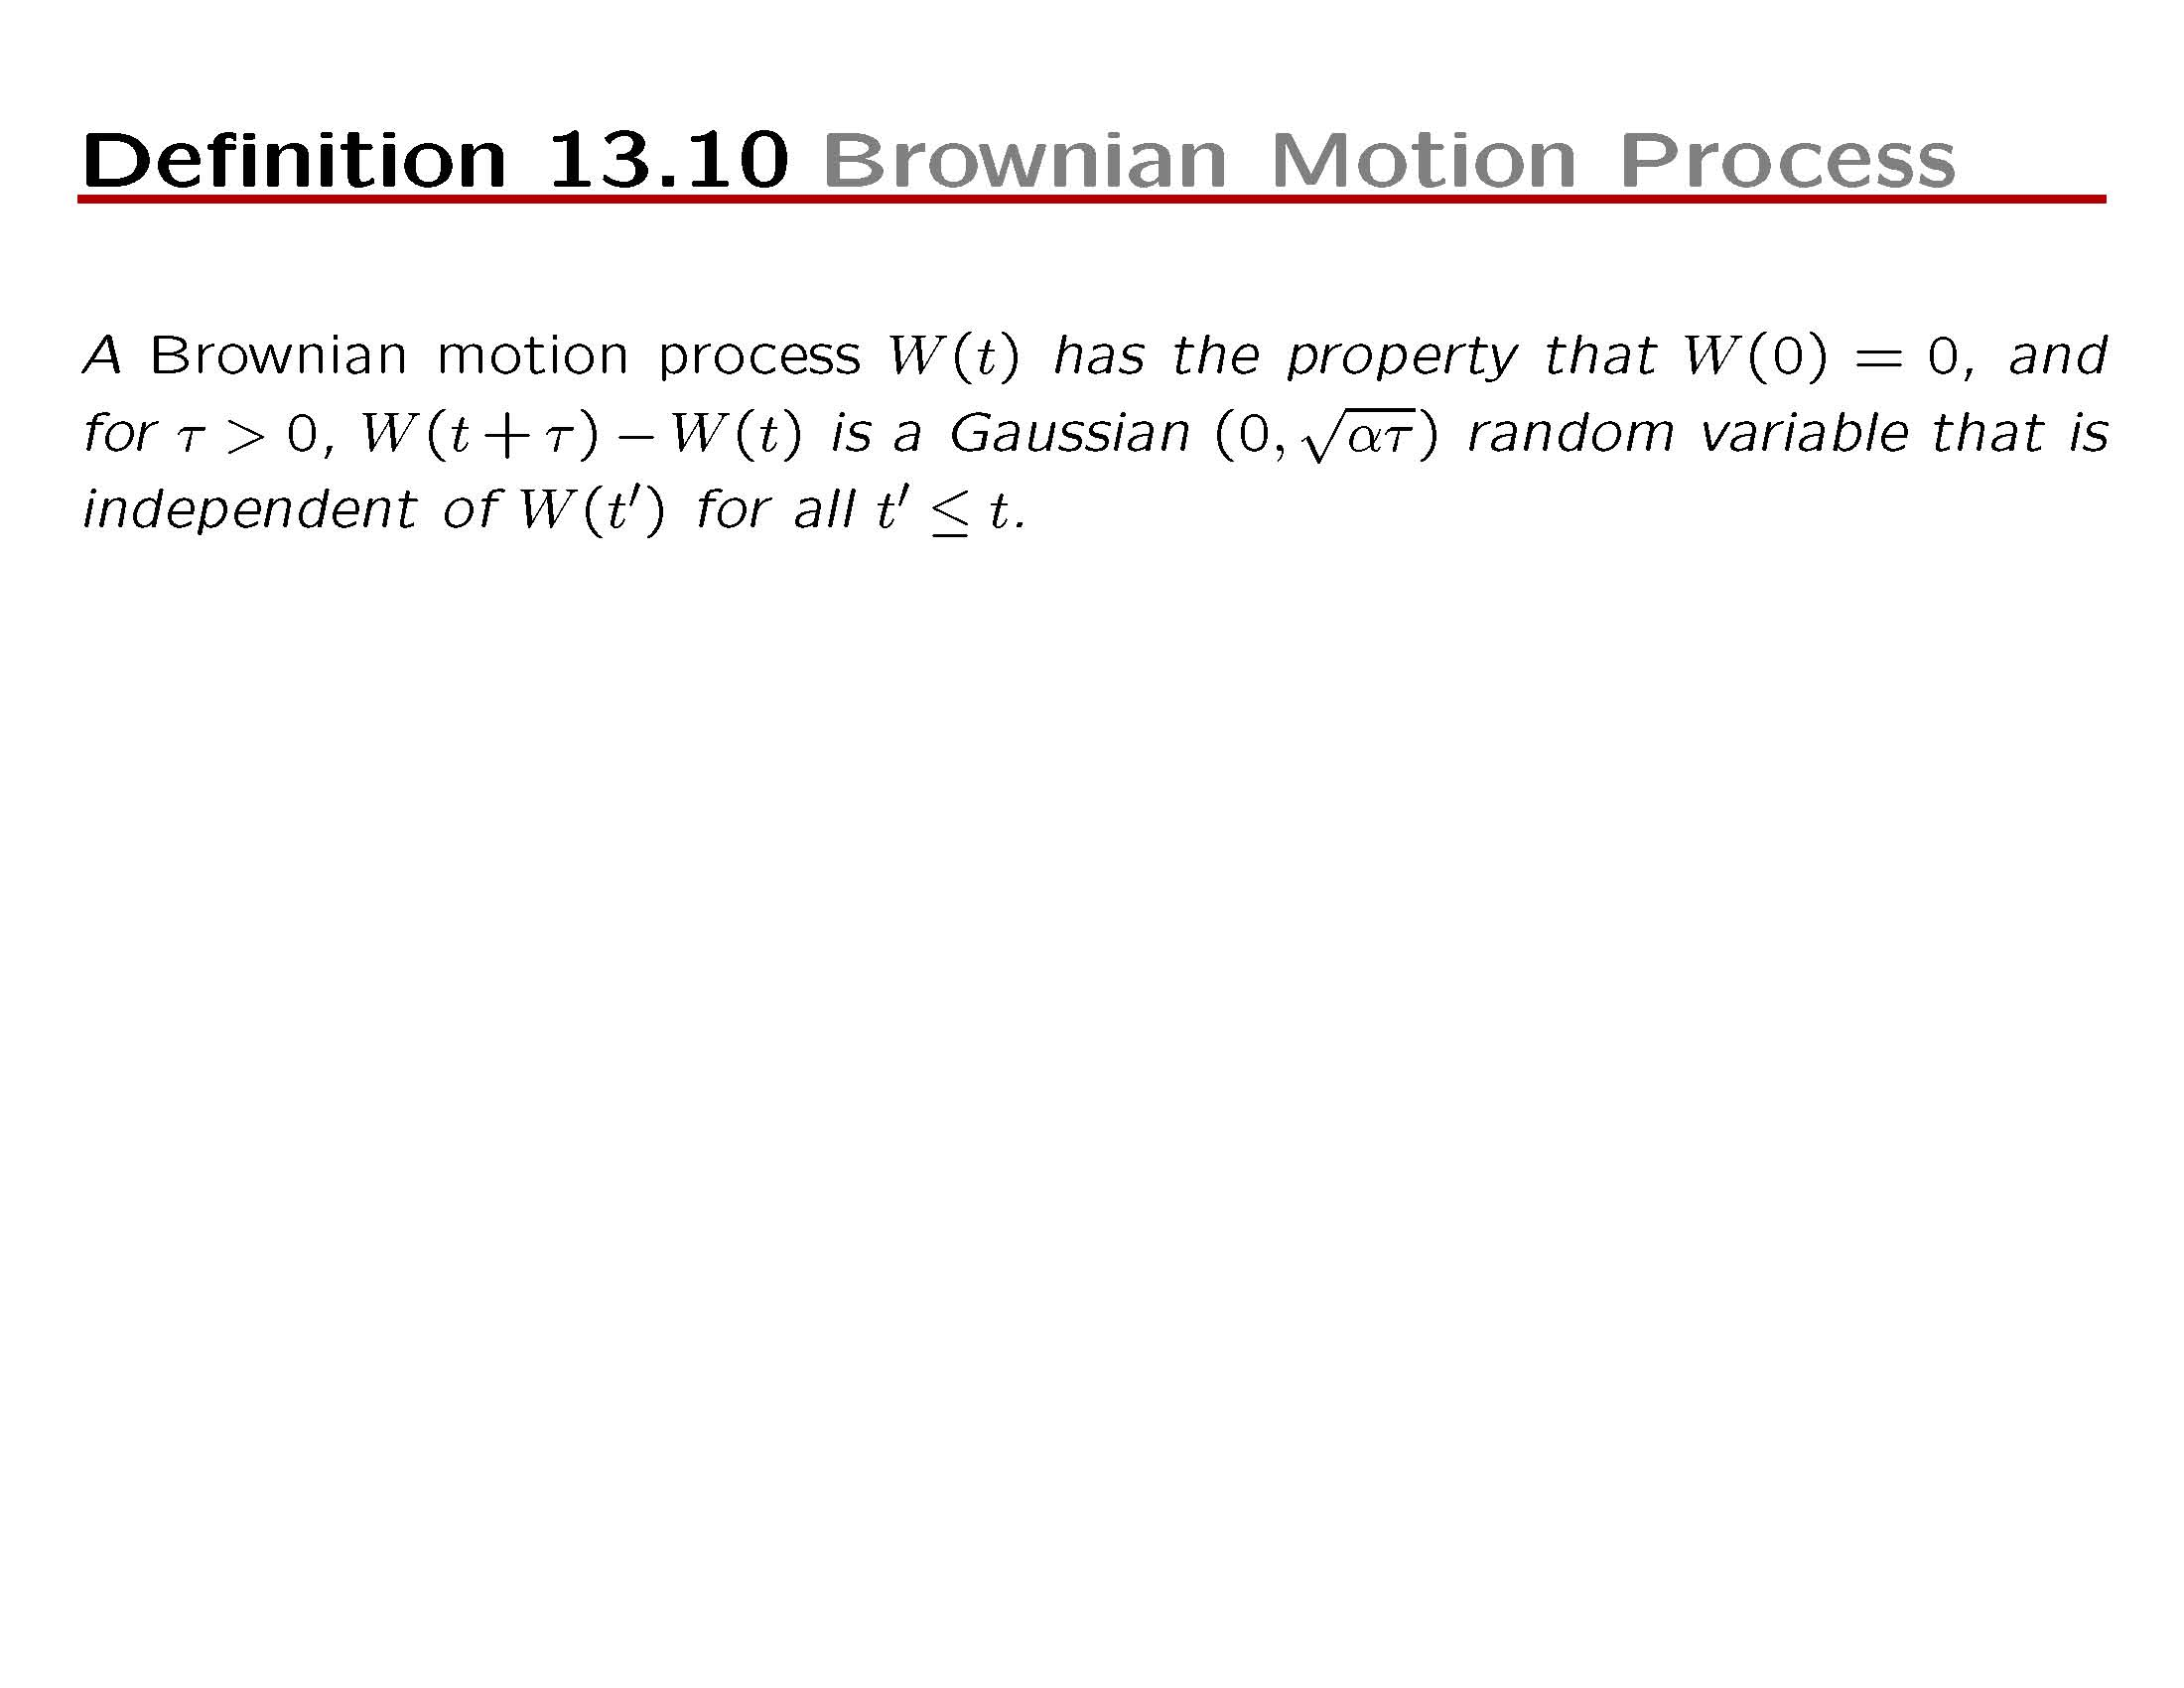 Definition 13.10 Brownian Motion Process
A Brownian motion process W(t) has the property that W(0) = 0, and
for τ > 0, W(t + τ) − W(t) is a Gaussian (0, √ατ) random variable that is
independent of W(t′) for all t′ ≤ t.